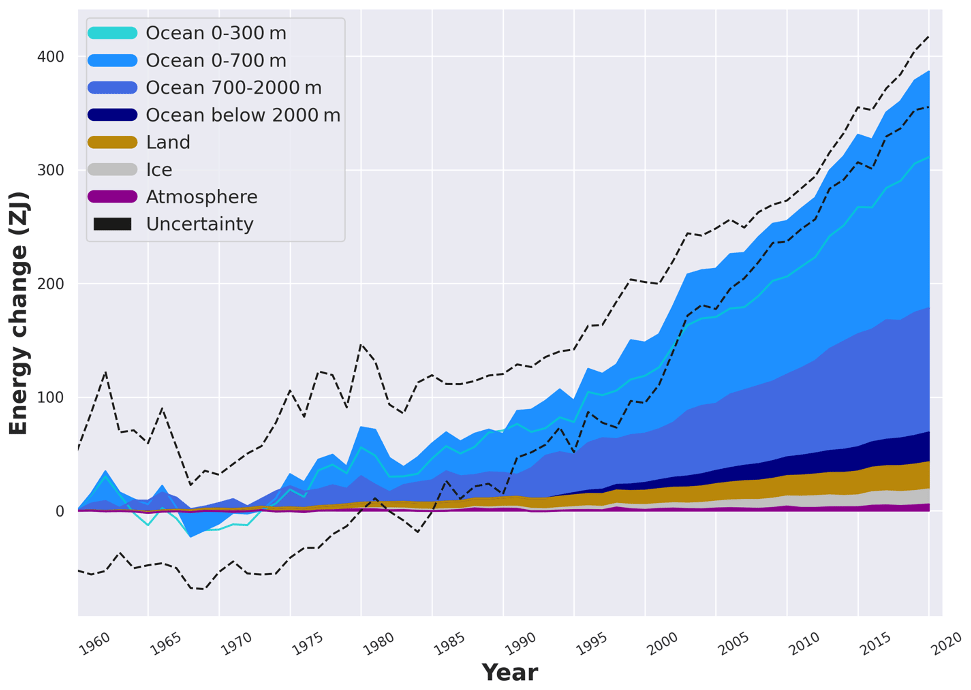 Ocean 0-300 m
Ocean 0-700 m
Ocean 700-2000 m
Ocean below 2000 m
Land
Ice
Atmosphere
Uncertainty
Energy change (ZJ)
400
300
200
100
0
1960 1965 1970 1975 1980 1985 1990 1995 2000 2005 2010 2015 2020
Year